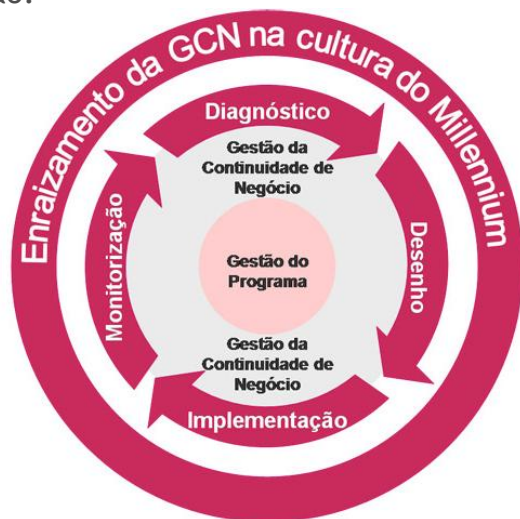 Enraizamento da GCN na cultura do Millennium
Diagnóstico
Gestão da
Continuidade de
Negócio
Desenho
Monitorização
Gestão do
Programa
Gestão da
Continuidade de
Negócio
Implementação